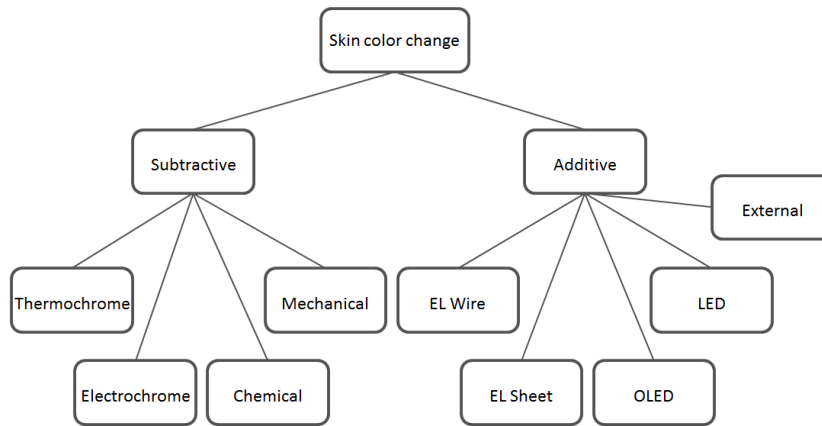 Skin color change
Subtractive
Additive
External
Thermochrome
Mechanical
EL Wire
LED
Electrochrome
Chemical
EL Sheet
OLED